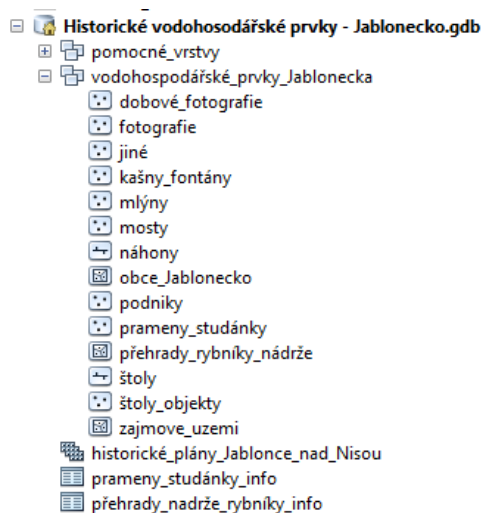 Historické vodohosodářské prvky - Jablonecko.gdb
pomocné_vrstvy
vodohospodářské_prvky_Jablonecka
dobové_fotografie
fotografie
jiné
kašny_fontány
mlýny
mosty
náhony
obce_Jablonecko
podniky
prameny_studánky
přehrady_rybníky_nádrže
štoly
štoly_objekty
zajmove_uzemi
historické_plány_Jablonce_nad_Nisou
prameny_studánky_info
přehrady_nadrže_rybníky_info